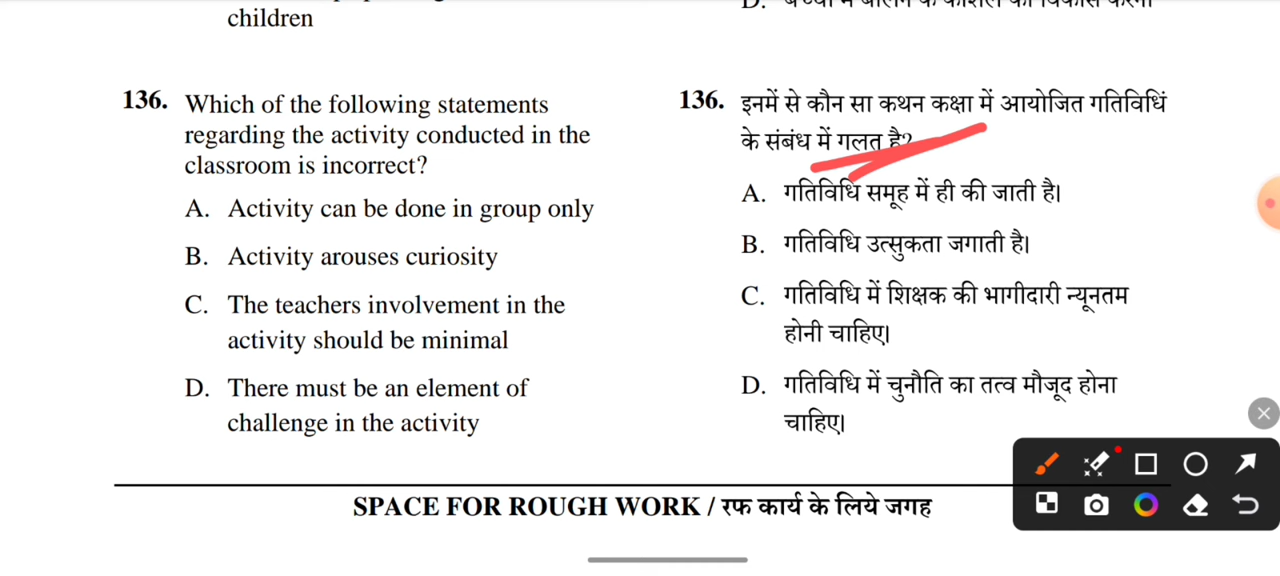 children
136. Which of the following statements
regarding the activity conducted in the
classroom is incorrect?
A. Activity can be done in group only
B. Activity arouses curiosity
C. The teachers involvement in the
activity should be minimal
D. There must be an element of
challenge in the activity
136. इनमें से कौन सा कथन कक्षा में आयोजित गतिविधिं
के संबंध में गलत है?
A. गतिविधि समूह में ही की जाती है।
B. गतिविधि उत्सुकता जगाती है।
C. गतिविधि में शिक्षक की भागीदारी न्यूनतम
होनी चाहिए।
D. गतिविधि में चुनौति का तत्व मौजूद होना
चाहिए।
SPACE FOR ROUGH WORK / रफ कार्य के लिये जगह